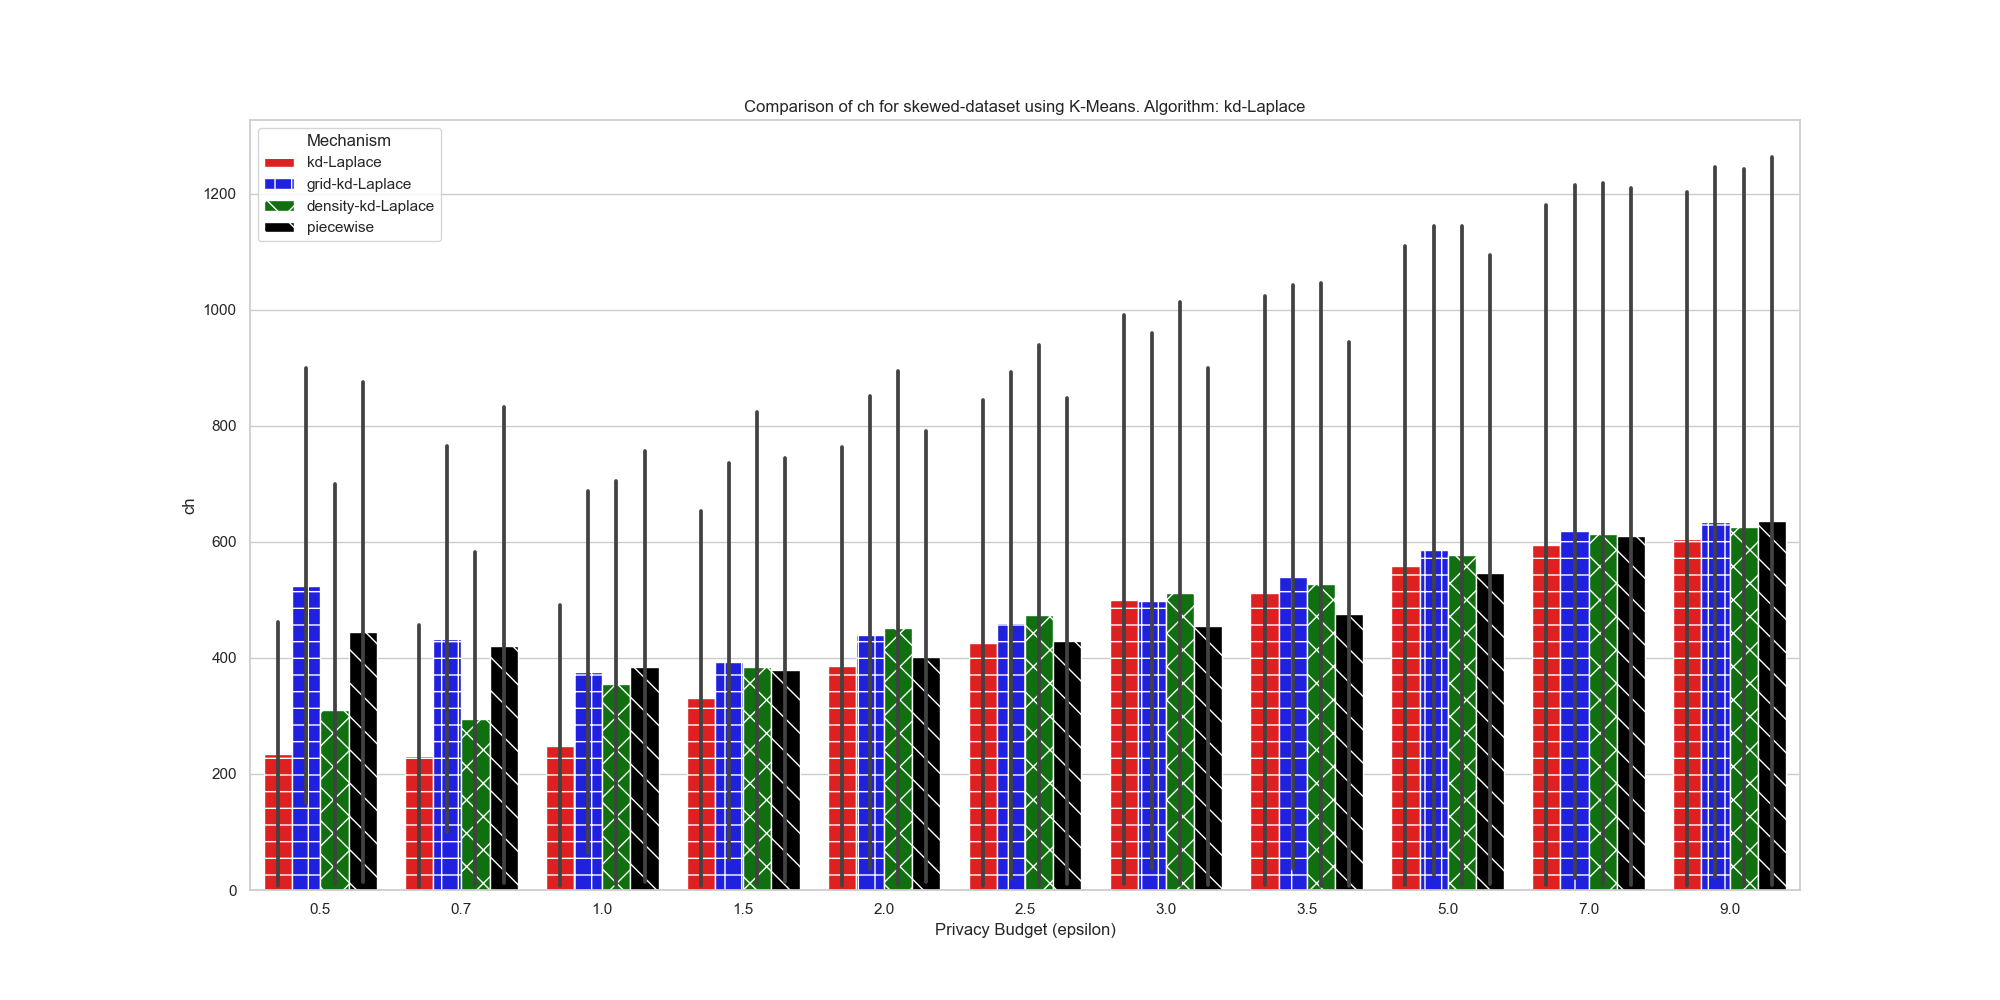 Comparison of ch for skewed-dataset using K-Means. Algorithm: kd-Laplace
Mechanism
kd-Laplace
grid-kd-Laplace
density-kd-Laplace
piecewise
1200
1000
800
600
400
200
0
ch
0.5 0.7 1.0 1.5 2.0 2.5 3.0 3.5 5.0 7.0 9.0
Privacy Budget (epsilon)